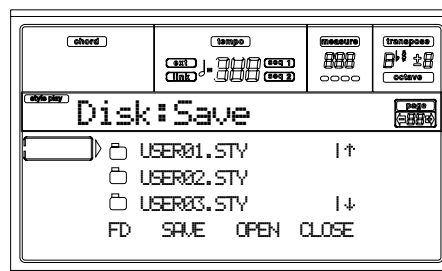 chord tempo measure transpose
ext link seq 1 seq 2
octave
style play Disk:Save page
USER01.STY
USER02.STY
USER03.STY
FD SAVE OPEN CLOSE